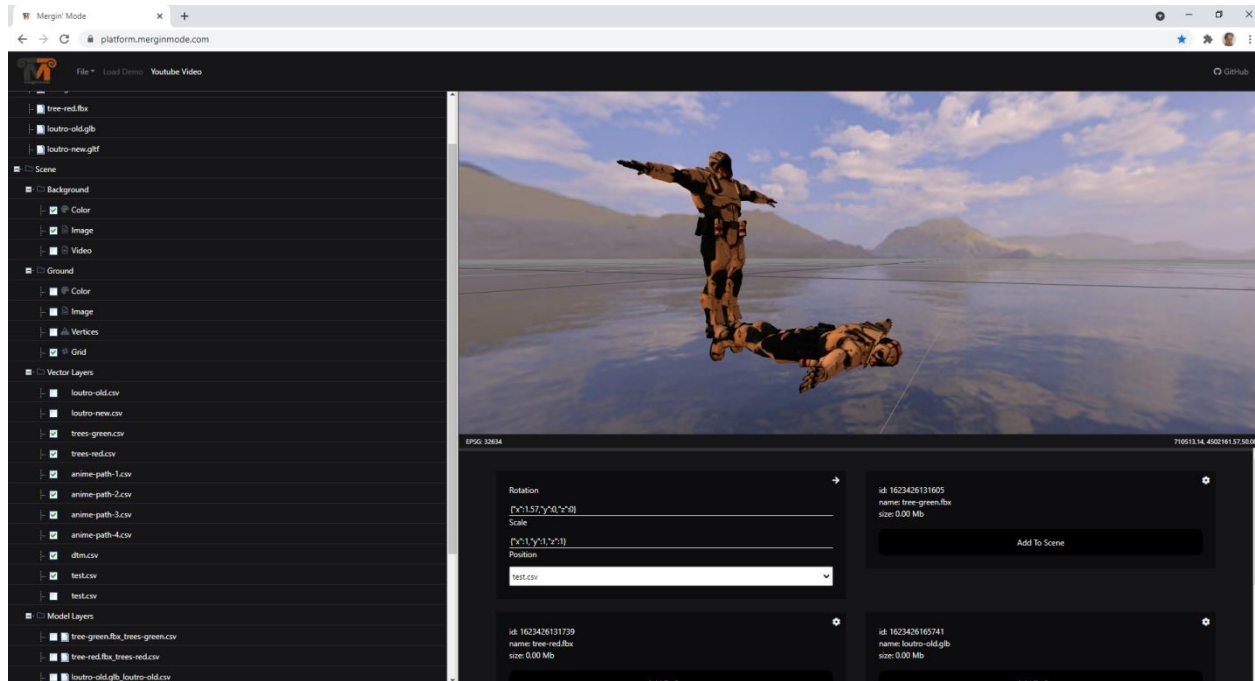 Mergin' Mode
platform.merginmode.com
File Load Demo Youtube Video
GitHub
tree-red.fbx
loutro-old.glb
loutro-new.gltf
Scene
Background
Color
Image
Video
Ground
Color
Image
Vertices
Grid
Vector Layers
loutro-old.csv
loutro-new.csv
trees-green.csv
trees-red.csv
anime-path-1.csv
anime-path-2.csv
anime-path-3.csv
anime-path-4.csv
dtm.csv
test.csv
test.csv
Model Layers
tree-green.fbx_trees-green.csv
tree-red.fbx_trees-red.csv
loutro-old.glb_loutro-old.csv
EPSG: 32634
710513.14, 4502161.57,50.0
Rotation
{"x":1.57,"y":0,"z":0}
Scale
{"x":1,"y":1,"z":1}
Position
test.csv
id: 1623426131605
name: tree-green.fbx
size: 0.00 Mb
Add To Scene
id: 1623426131739
name: tree-red.fbx
size: 0.00 Mb
id: 1623426165741
name: loutro-old.glb
size: 0.00 Mb